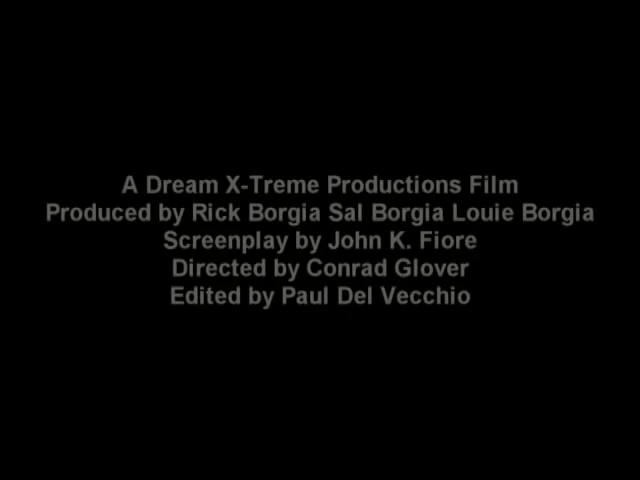 A Dream X-Treme Productions Film
Produced by Rick Borgia Sal Borgia Louie Borgia
Screenplay by John K. Fiore
Directed by Conrad Glover
Edited by Paul Del Vecchio